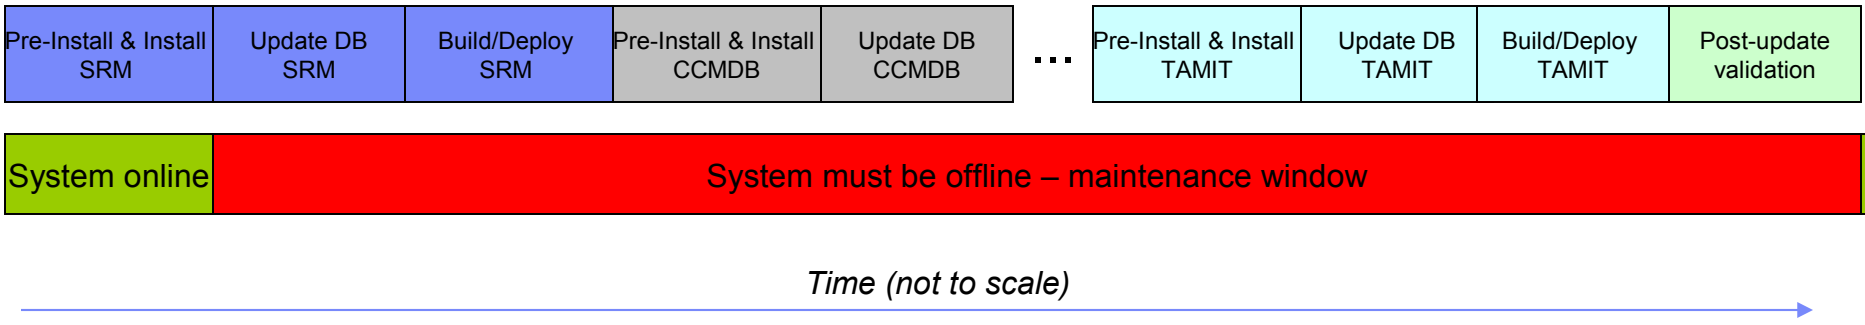 Pre-Install & Install
SRM
Update DB
SRM
Build/Deploy
SRM
Pre-Install & Install
CCMDB
Update DB
CCMDB
...
Pre-Install & Install
TAMIT
Update DB
TAMIT
Build/Deploy
TAMIT
Post-update
validation
System online
System must be offline – maintenance window
Time (not to scale)